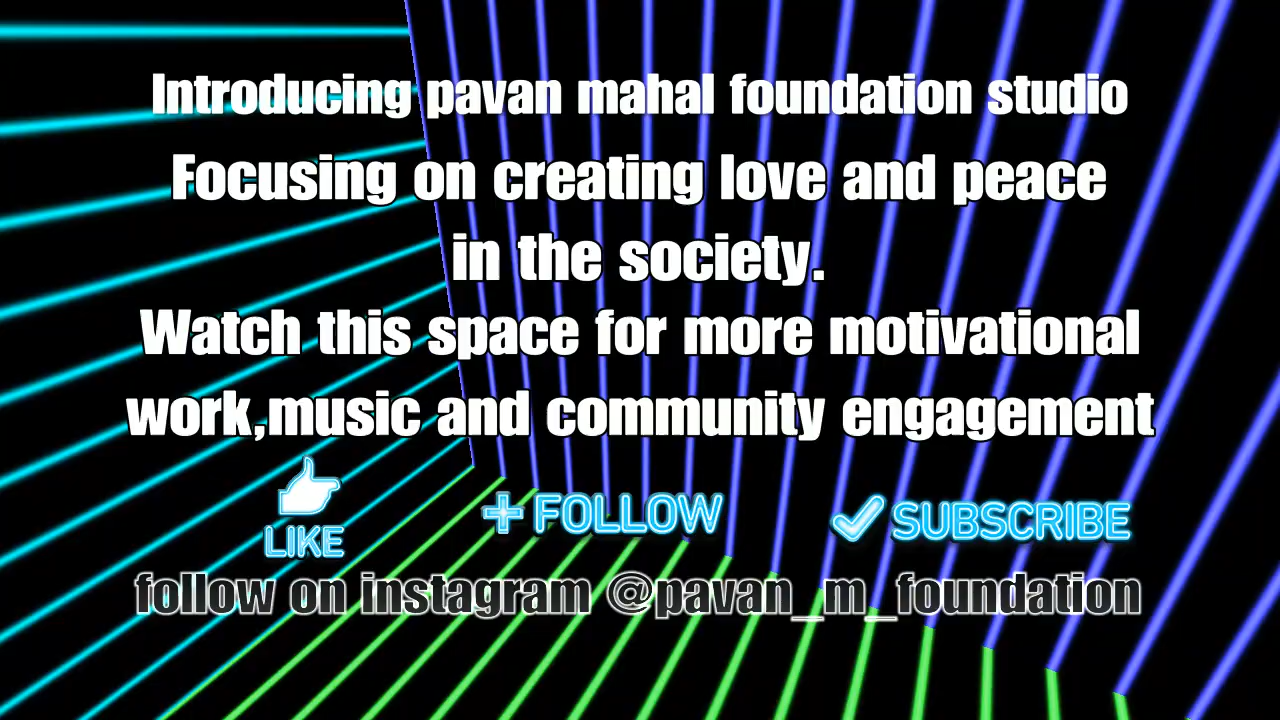 Introducing pavan mahal foundation studio
Focusing on creating love and peace
in the society.
Watch this space for more motivational
work,music and community engagement
LIKE
+ FOLLOW
SUBSCRIBE
follow on instagram @pavan_m_foundation